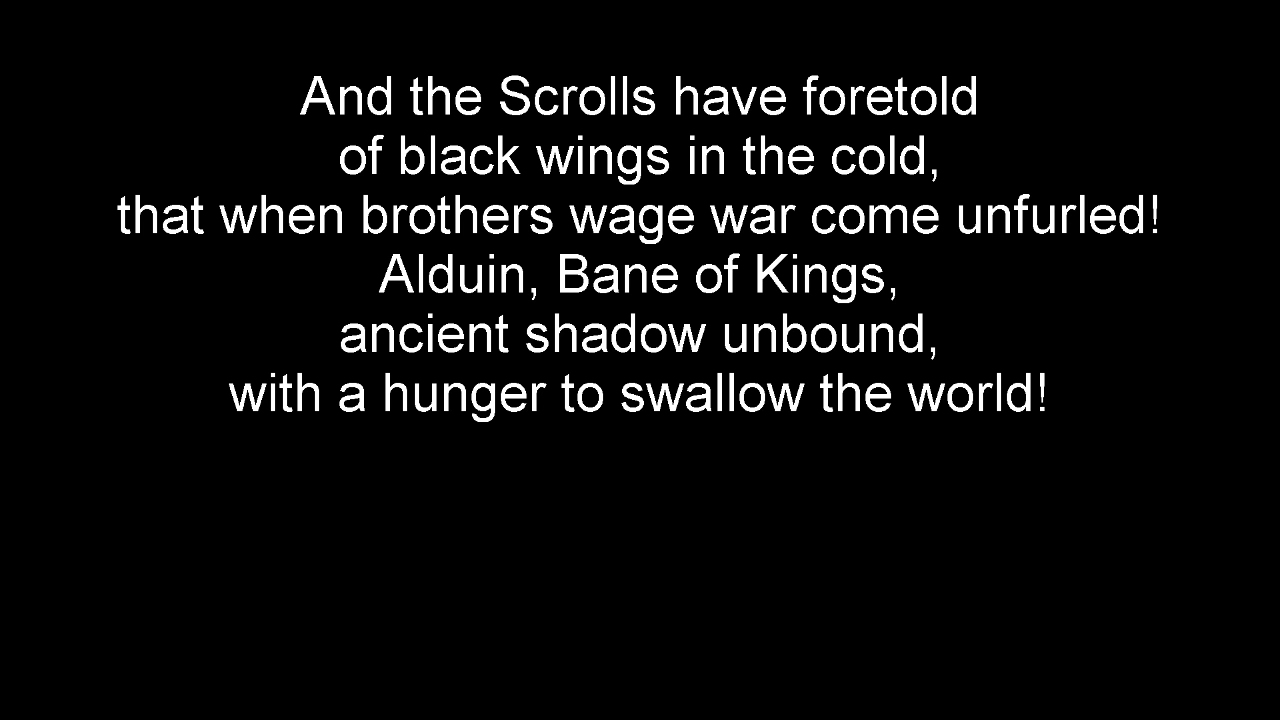 And the Scrolls have foretold
of black wings in the cold,
that when brothers wage war come unfurled!
Alduin, Bane of Kings,
ancient shadow unbound,
with a hunger to swallow the world!